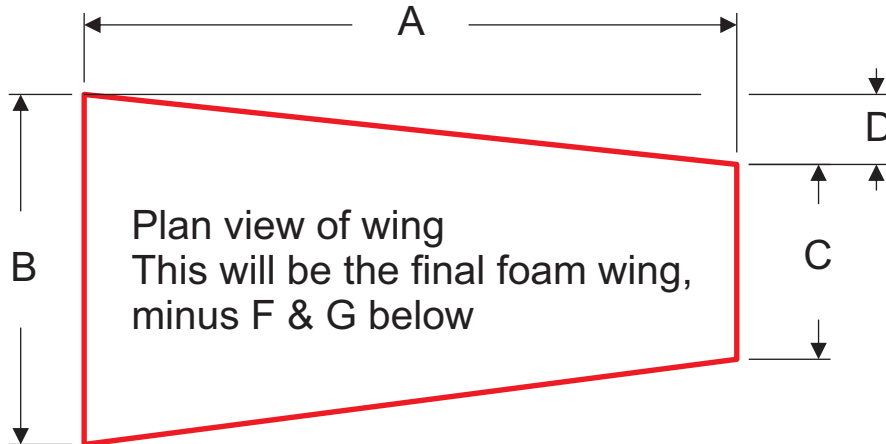 A
D
Plan view of wing
B
This will be the final foam wing,
C
minus F & G below